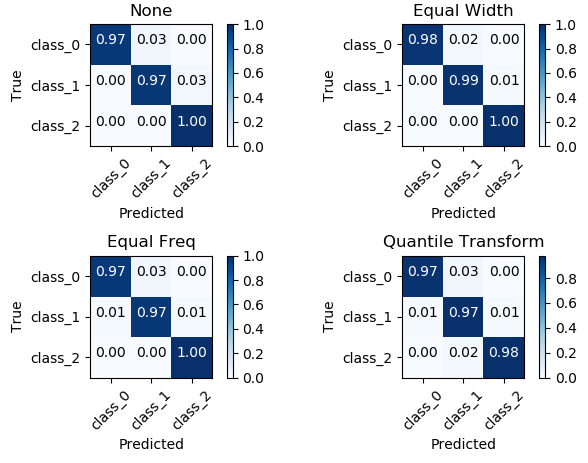 None
class_0 0.97 0.03 0.00
class_1 0.00 0.97 0.03
class_2 0.00 0.00 1.00
True
class_0 class_1 class_2
Predicted
1.0
0.8
0.6
0.4
0.2
0.0
Equal Width
0.98 0.02 0.00
0.00 0.99 0.01
0.00 0.00 1.00
True
class_0
class_1
class_2
class_0 class_1 class_2
Predicted
1.0
0.8
0.6
0.4
0.2
0.0
Equal Freq
class_0 0.97 0.03 0.00
class_1 0.01 0.97 0.01
class_2 0.00 0.00 1.00
True
class_0 class_1 class_2
Predicted
1.0
0.8
0.6
0.4
0.2
0.0
Quantile Transform
class_0 0.97 0.03 0.00
class_1 0.01 0.97 0.01
class_2 0.00 0.02 0.98
True
class_0 class_1 class_2
Predicted
0.8
0.6
0.4
0.2
0.0